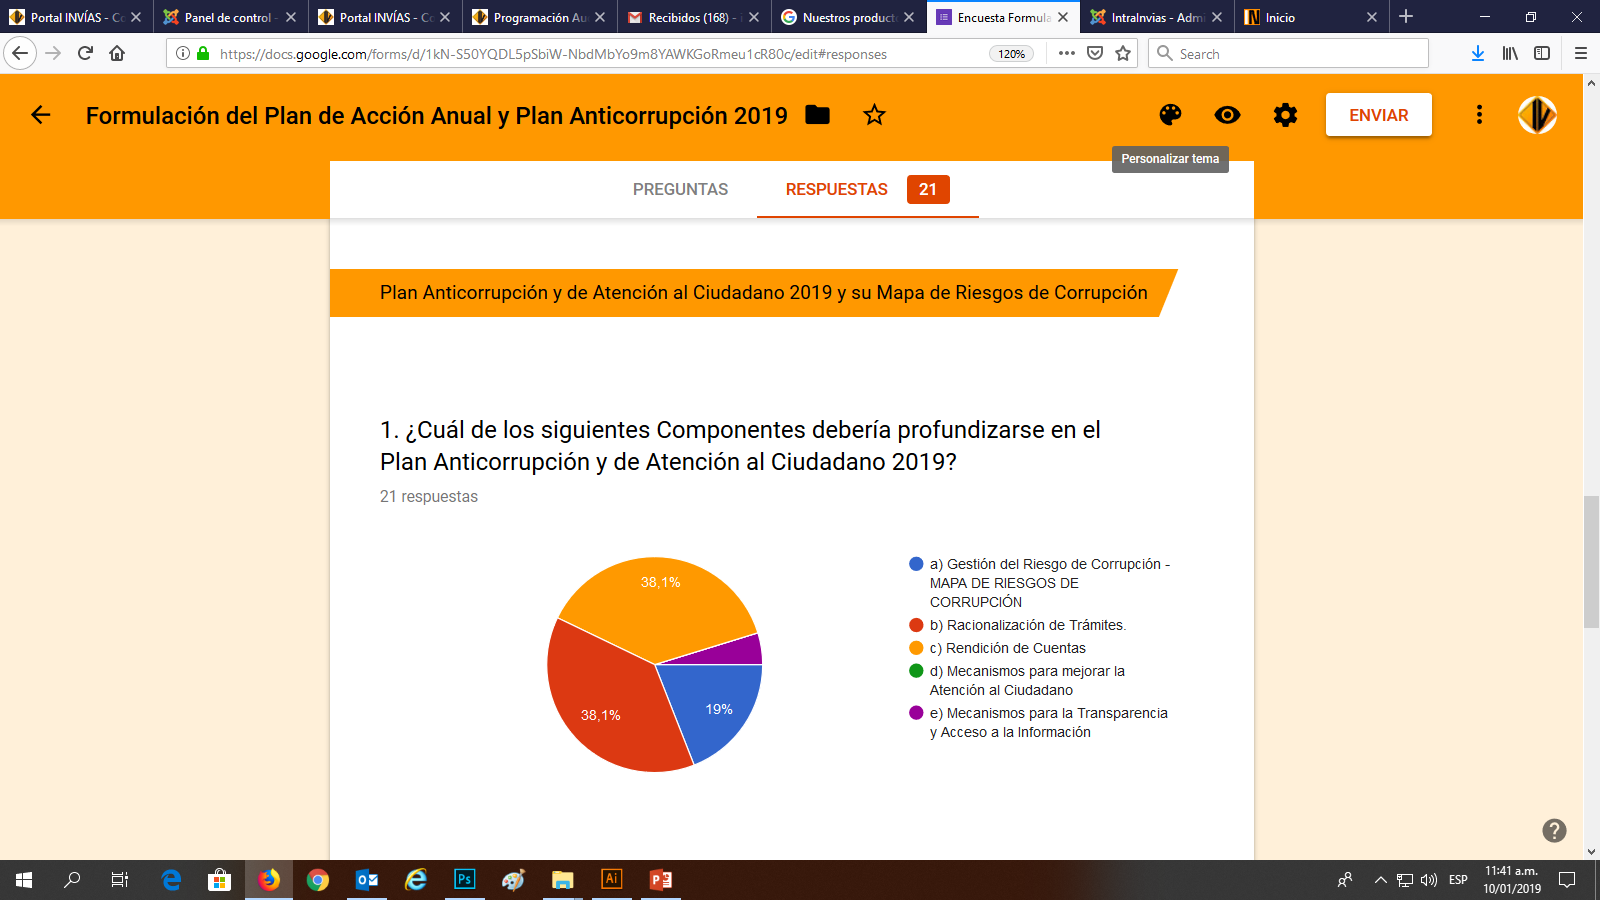 Portal INVÍAS - Co
Panel de control -
Portal INVÍAS - Co
Programación Au
Recibidos (168) -
Nuestros product
Encuesta Formula
IntraInvias - Admi
Inicio
https://docs.google.com/forms/d/1kN-S50YQDL5pSbiW-NbdMbYo9m8YAWKGoRmeu1cR80c/edit#responses
120%
Search
Formulación del Plan de Acción Anual y Plan Anticorrupción 2019
ENVIAR
Personalizar tema
PREGUNTAS
RESPUESTAS 21
Plan Anticorrupción y de Atención al Ciudadano 2019 y su Mapa de Riesgos de Corrupción
1. ¿Cuál de los siguientes Componentes debería profundizarse en el
Plan Anticorrupción y de Atención al Ciudadano 2019?
21 respuestas
38,1%
38,1%
19%
a) Gestión del Riesgo de Corrupción -
MAPA DE RIESGOS DE
CORRUPCIÓN
b) Racionalización de Trámites.
c) Rendición de Cuentas
d) Mecanismos para mejorar la
Atención al Ciudadano
e) Mecanismos para la Transparencia
y Acceso a la Información
Ps
Ai
ESP
11:41 a.m.
10/01/2019